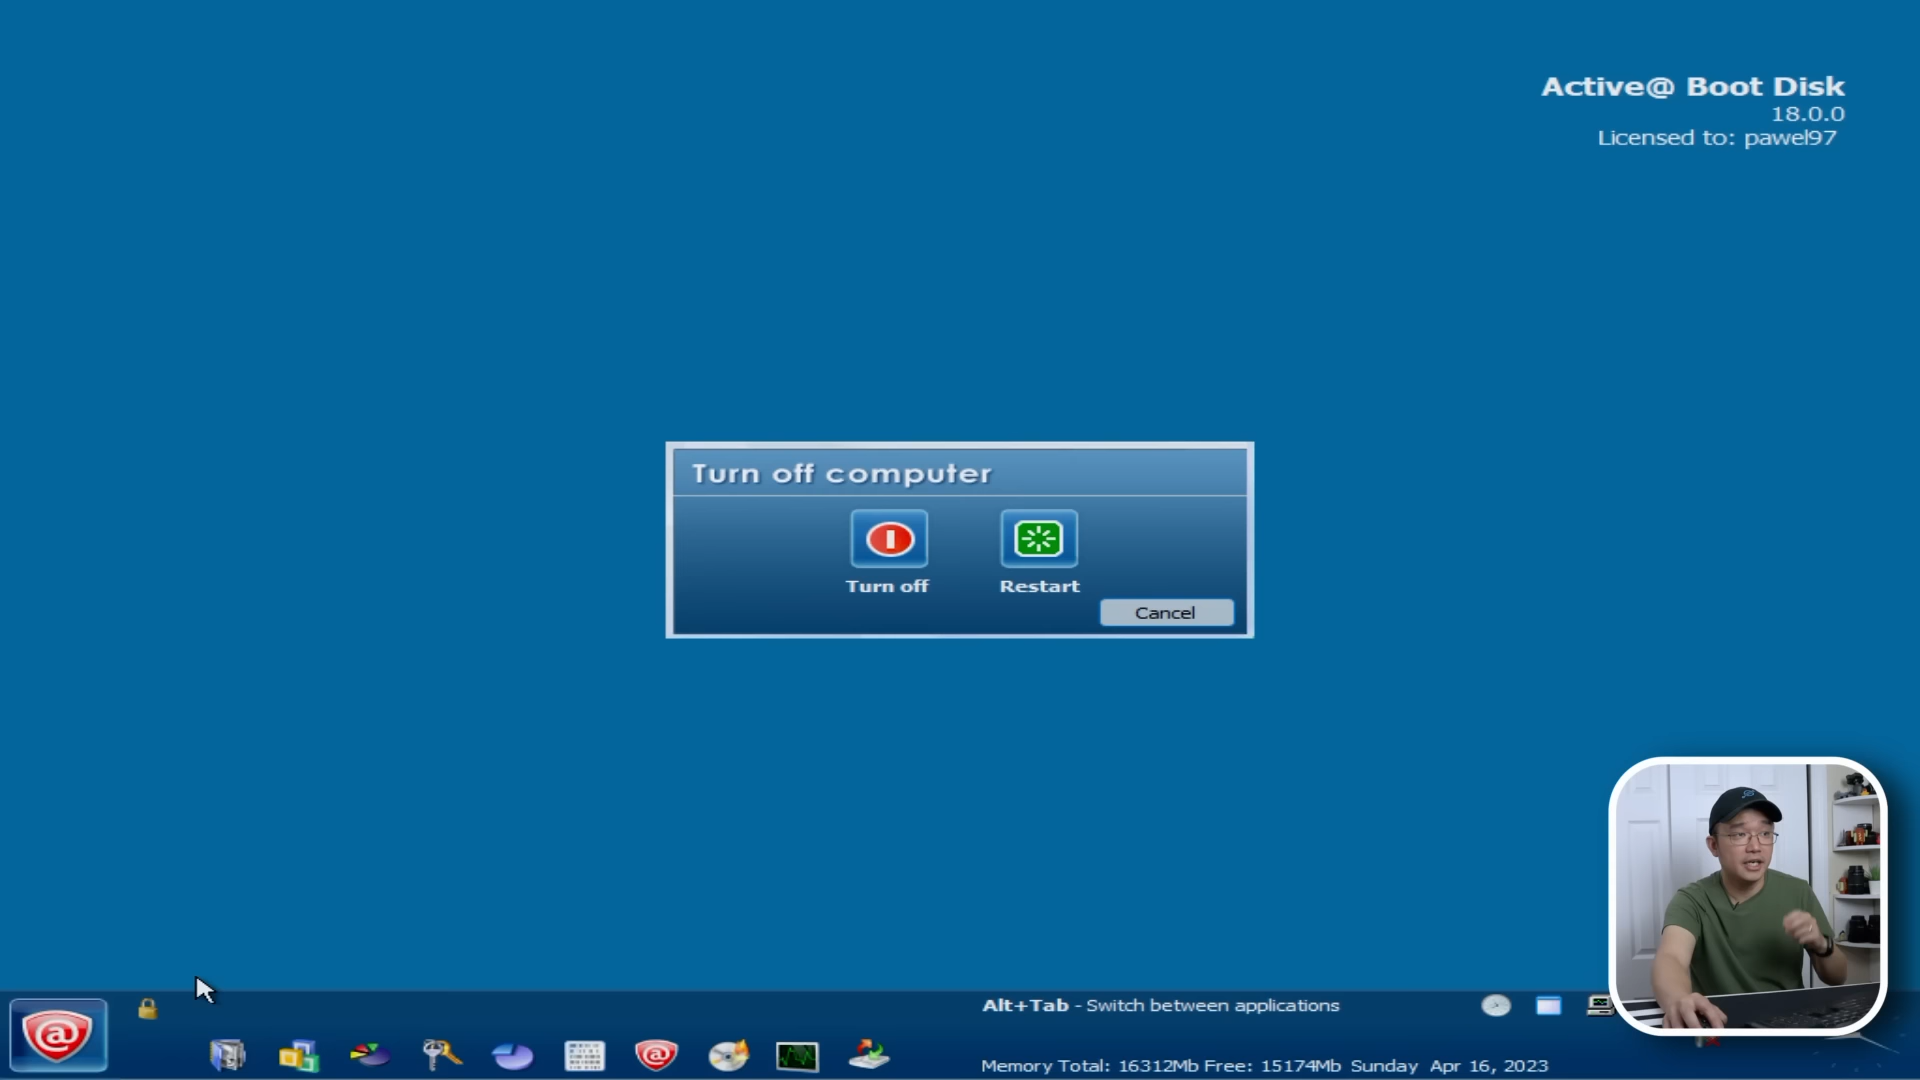 Active@ Boot Disk
18.0.0
Licensed to: pawel97
Turn off computer
Turn off
Restart
Cancel
Alt+Tab - Switch between applications
Memory Total: 16312Mb Free: 15174Mb Sunday Apr 16, 2023